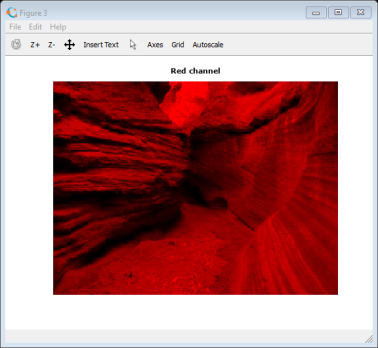 Figure 3
File Edit Help
Z+ Z- Insert Text Axes Grid Autoscale
Red channel